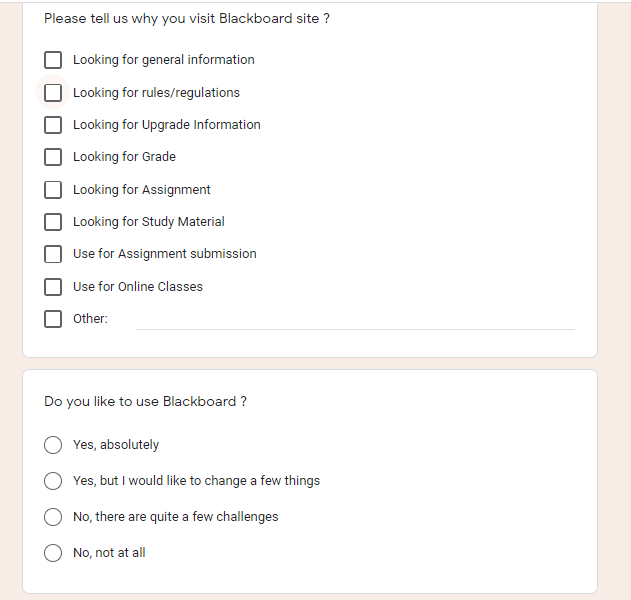 Please tell us why you visit Blackboard site ?
Looking for general information
Looking for rules/regulations
Looking for Upgrade Information
Looking for Grade
Looking for Assignment
Looking for Study Material
Use for Assignment submission
Use for Online Classes
Other:
Do you like to use Blackboard ?
Yes, absolutely
Yes, but I would like to change a few things
No, there are quite a few challenges
No, not at all